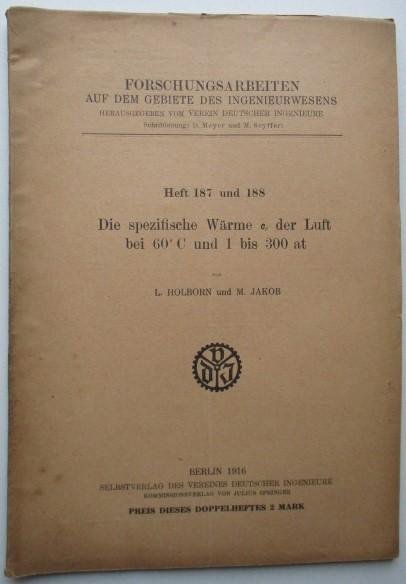 FORSCHUNGSARBEITEN
AUF DEM GEBIETE DES INGENIEURWESENS
HERAUSGEGEBEN VOM VEREIN DEUTSCHER INGENIEURE
Schriftleitung: D. Meyer und M. Seyffert
Heft 187 und 188
Die spezifische Wärme cₚ der Luft
bei 60° C und 1 bis 300 at
von
L. HOLBORN und M. JAKOB
V
D I
BERLIN 1916
SELBSTVERLAG DES VEREINES DEUTSCHER INGENIEURE
KOMMISSIONSVERLAG VON JULIUS SPRINGER
PREIS DIESES DOPPELHEFTES 2 MARK